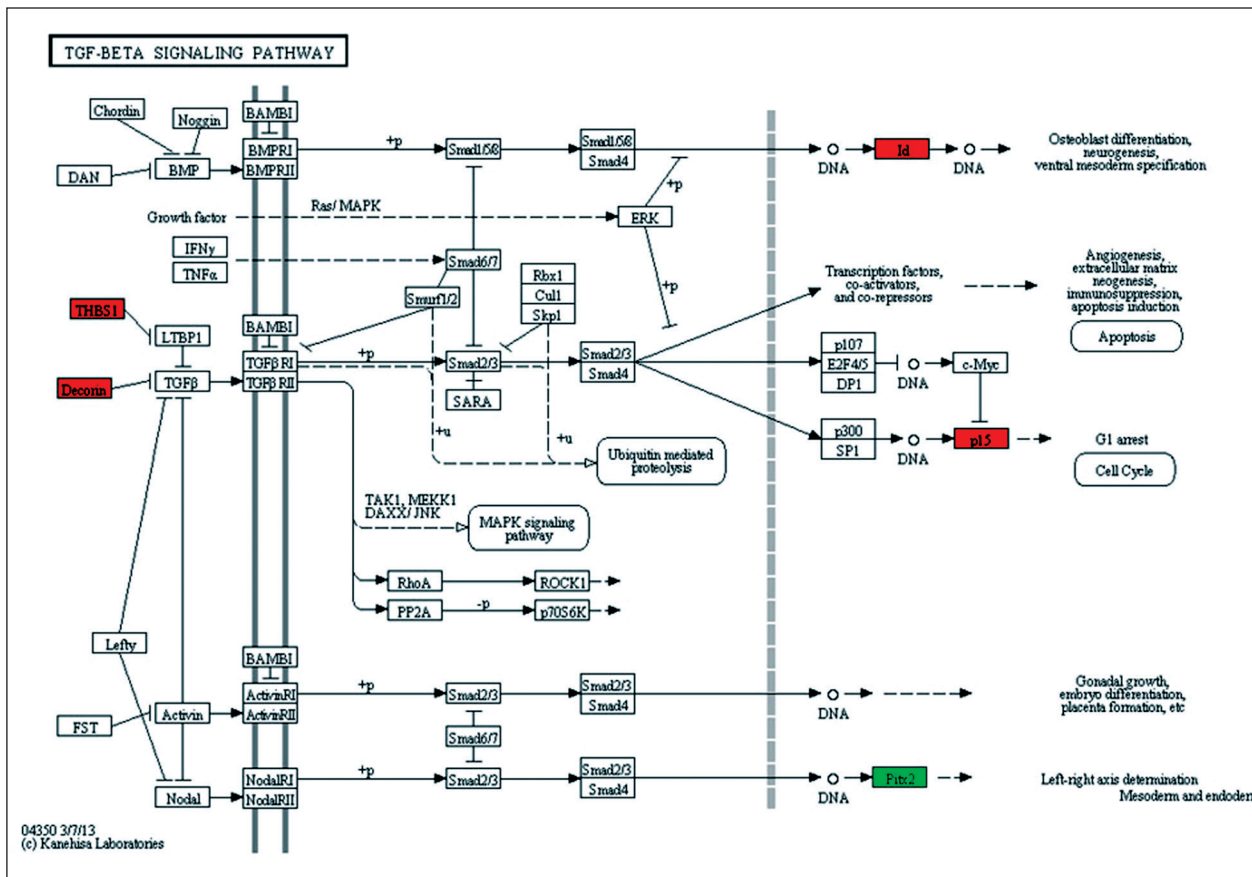 TGF-BETA SIGNALING PATHWAY
Chordin
Noggin
BAMBI
DAN
BMP
BMPRI
BMPRII
+p
Smad1/5/8
Smad1/5/8
Smad4
DNA
Id
DNA
Osteoblast differentiation,
neurogenesis,
ventral mesoderm specification
Growth factor
Ras/ MAPK
ERK
+p
+p
IFNγ
TNFα
Smad6/7
Rbx1
Cul1
Skp1
Smurf1/2
Transcription factors,
co-activators,
and co-repressors
Angiogenesis,
extracellular matrix
neogenesis,
immunosuppression,
apoptosis induction
Apoptosis
THBS1
LTBP1
BAMBI
Decorin
TGFβ
TGFβ RI
TGFβ RII
+p
Smad2/3
SARA
Smad2/3
Smad4
p107
E2F4/5
DP1
DNA
c-Myc
+u
+u
Ubiquitin mediated
proteolysis
p300
SP1
DNA
p15
G1 arrest
Cell Cycle
TAK1, MEKK1
DAXX/ JNK
MAPK signaling
pathway
RhoA
ROCK1
PP2A
-p
p70S6K
Lefty
BAMBI
FST
Activin
ActivinRI
ActivinRII
+p
Smad2/3
Smad2/3
Smad4
DNA
Gonadal growth,
embryo differentiation,
placenta formation, etc
Smad6/7
Nodal
NodalRI
NodalRII
+p
Smad2/3
Smad2/3
Smad4
DNA
Pitx2
Left-right axis determination
Mesoderm and endoderm
04350 3/7/13
(c) Kanehisa Laboratories